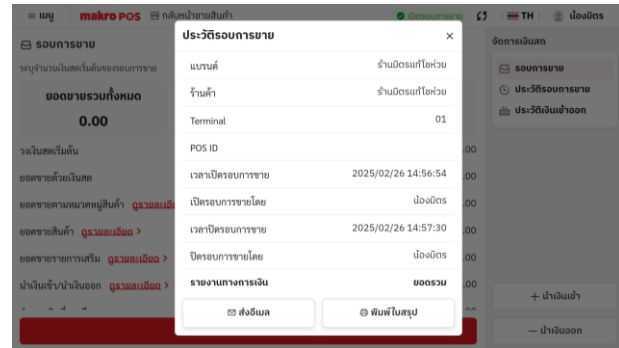 เมนู
makro POS
กลับหน้าขายสินค้า
เปิดรอบการขาย
TH
น้องมิตร
รอบการขาย
ระบุจำนวนเงินสดเริ่มต้นของรอบการขาย
ยอดขายรวมทั้งหมด
0.00
วงเงินสดเริ่มต้น
.00
ยอดขายด้วยเงินสด
.00
ยอดขายตามหมวดหมู่สินค้า ดูรายละเอีย
.00
ยอดขายสินค้า ดูรายละเอียด >
.00
ยอดขายรายการเสริม ดูรายละเอียด >
.00
นำเงินเข้า/นำเงินออก ดูรายละเอียด >
.00
ประวัติรอบการขาย ×
แบรนด์ ร้านมิตรแท้โชห่วย
ร้านค้า ร้านมิตรแท้โชห่วย
Terminal 01
POS ID
เวลาเปิดรอบการขาย 2025/02/26 14:56:54
เปิดรอบการขายโดย น้องมิตร
เวลาปิดรอบการขาย 2025/02/26 14:57:30
ปิดรอบการขายโดย น้องมิตร
รายงานทางการเงิน ยอดรวม
ส่งอีเมล
พิมพ์ใบสรุป
จัดการเงินสด
รอบการขาย
ประวัติรอบการขาย
ประวัติเงินเข้าออก
+ นำเงินเข้า
− นำเงินออก